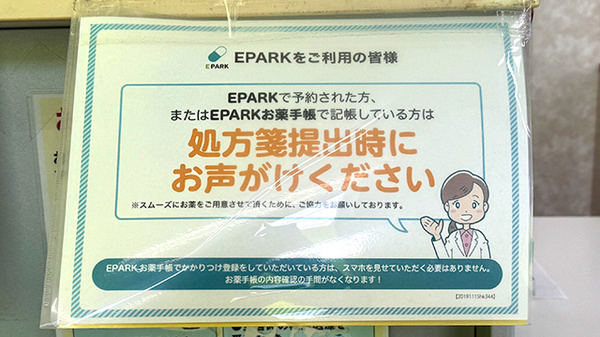 EPARK
EPARKをご利用の皆様
EPARKで予約された方、
またはEPARKお薬手帳で記帳している方は
処方箋提出時に
お声がけください
※スムーズにお薬をご用意させて頂くために、ご協力をお願いしております。
EPARKお薬手帳でかかりつけ登録をしていただいている方は、スマホを見せていただく必要はありません。
お薬手帳の内容確認の手間がなくなります！